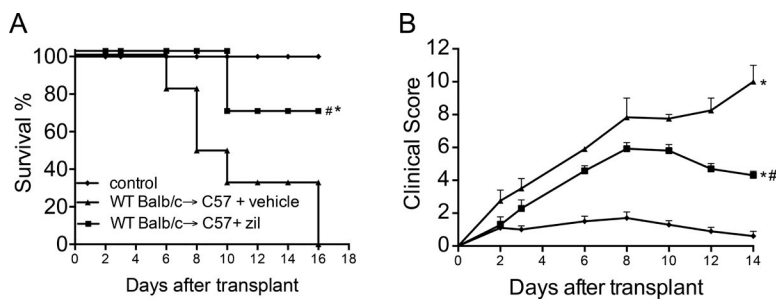 A
Survival %
100
80
60
40
20
0
control
WT Balb/c→ C57 + vehicle
WT Balb/c→ C57+ zil
#*
0 2 4 6 8 10 12 14 16 18
Days after transplant
B
Clinical Score
12
10
8
6
4
2
0
*
*#
0 2 4 6 8 10 12 14
Days after transplant